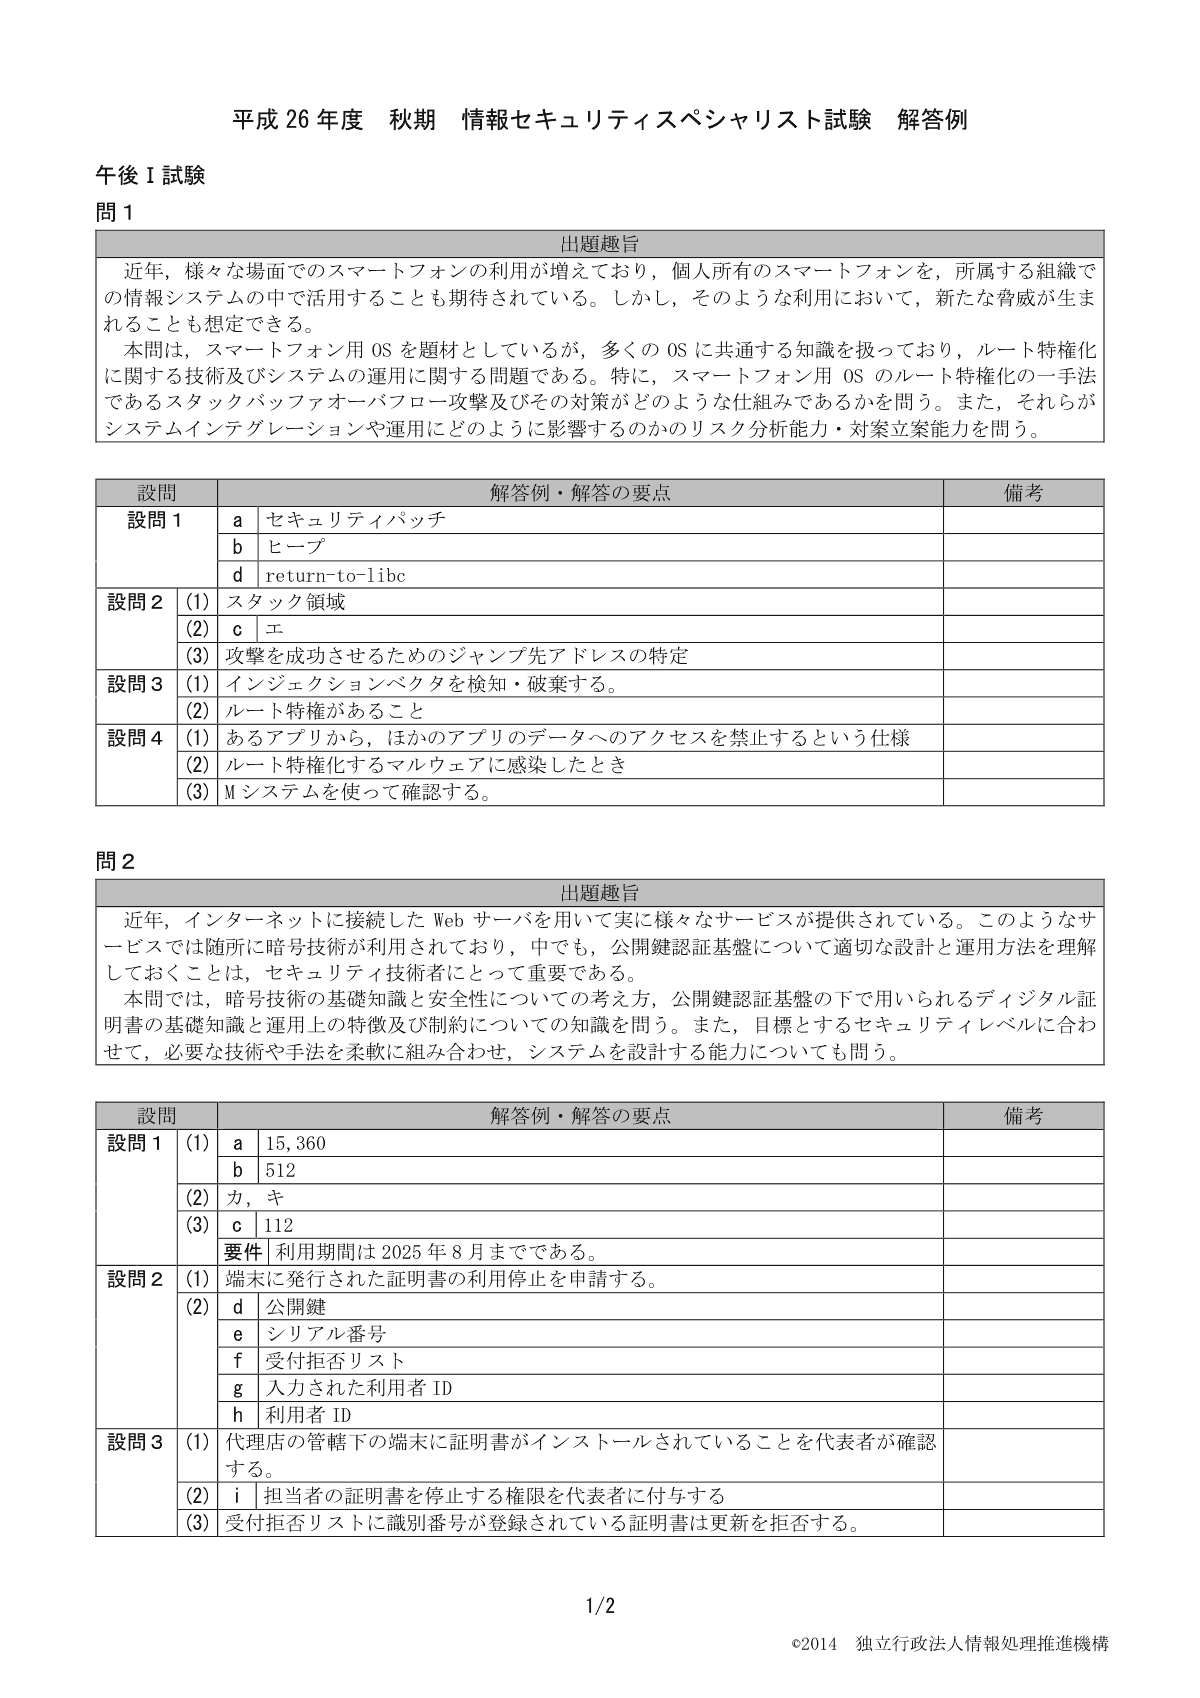 平成 26 年度　秋期　情報セキュリティスペシャリスト試験　解答例
午後Ⅰ試験
問１
出題趣旨
近年，様々な場面でのスマートフォンの利用が増えており，個人所有のスマートフォンを，所属する組織で
の情報システムの中で活用することも期待されている。しかし，そのような利用において，新たな脅威が生ま
れることも想定できる。
本問は，スマートフォン用 OS を題材としているが，多くの OS に共通する知識を扱っており，ルート特権化
に関する技術及びシステムの運用に関する問題である。特に，スマートフォン用 OS のルート特権化の一手法
であるスタックバッファオーバフロー攻撃及びその対策がどのような仕組みであるかを問う。また，それらが
システムインテグレーションや運用にどのように影響するのかのリスク分析能力・対案立案能力を問う。
設問 解答例・解答の要点 備考
設問１ a セキュリティパッチ
b ヒープ
d return-to-libc
設問２ (1) スタック領域
(2) c エ
(3) 攻撃を成功させるためのジャンプ先アドレスの特定
設問３ (1) インジェクションベクタを検知・破棄する。
(2) ルート特権があること
設問４ (1) あるアプリから，ほかのアプリのデータへのアクセスを禁止するという仕様
(2) ルート特権化するマルウェアに感染したとき
(3) M システムを使って確認する。
問２
出題趣旨
近年，インターネットに接続した Web サーバを用いて実に様々なサービスが提供されている。このようなサ
ービスでは随所に暗号技術が利用されており，中でも，公開鍵認証基盤について適切な設計と運用方法を理解
しておくことは，セキュリティ技術者にとって重要である。
本問では，暗号技術の基礎知識と安全性についての考え方，公開鍵認証基盤の下で用いられるディジタル証
明書の基礎知識と運用上の特徴及び制約についての知識を問う。また，目標とするセキュリティレベルに合わ
せて，必要な技術や手法を柔軟に組み合わせ，システムを設計する能力についても問う。
設問 解答例・解答の要点 備考
設問１ (1) a 15,360
b 512
(2) カ，キ
(3) c 112
要件 利用期間は 2025 年 8 月までである。
設問２ (1) 端末に発行された証明書の利用停止を申請する。
(2) d 公開鍵
e シリアル番号
f 受付拒否リスト
g 入力された利用者 ID
h 利用者 ID
設問３ (1) 代理店の管轄下の端末に証明書がインストールされていることを代表者が確認
する。
(2) i 担当者の証明書を停止する権限を代表者に付与する
(3) 受付拒否リストに識別番号が登録されている証明書は更新を拒否する。
1/2
©2014　独立行政法人情報処理推進機構